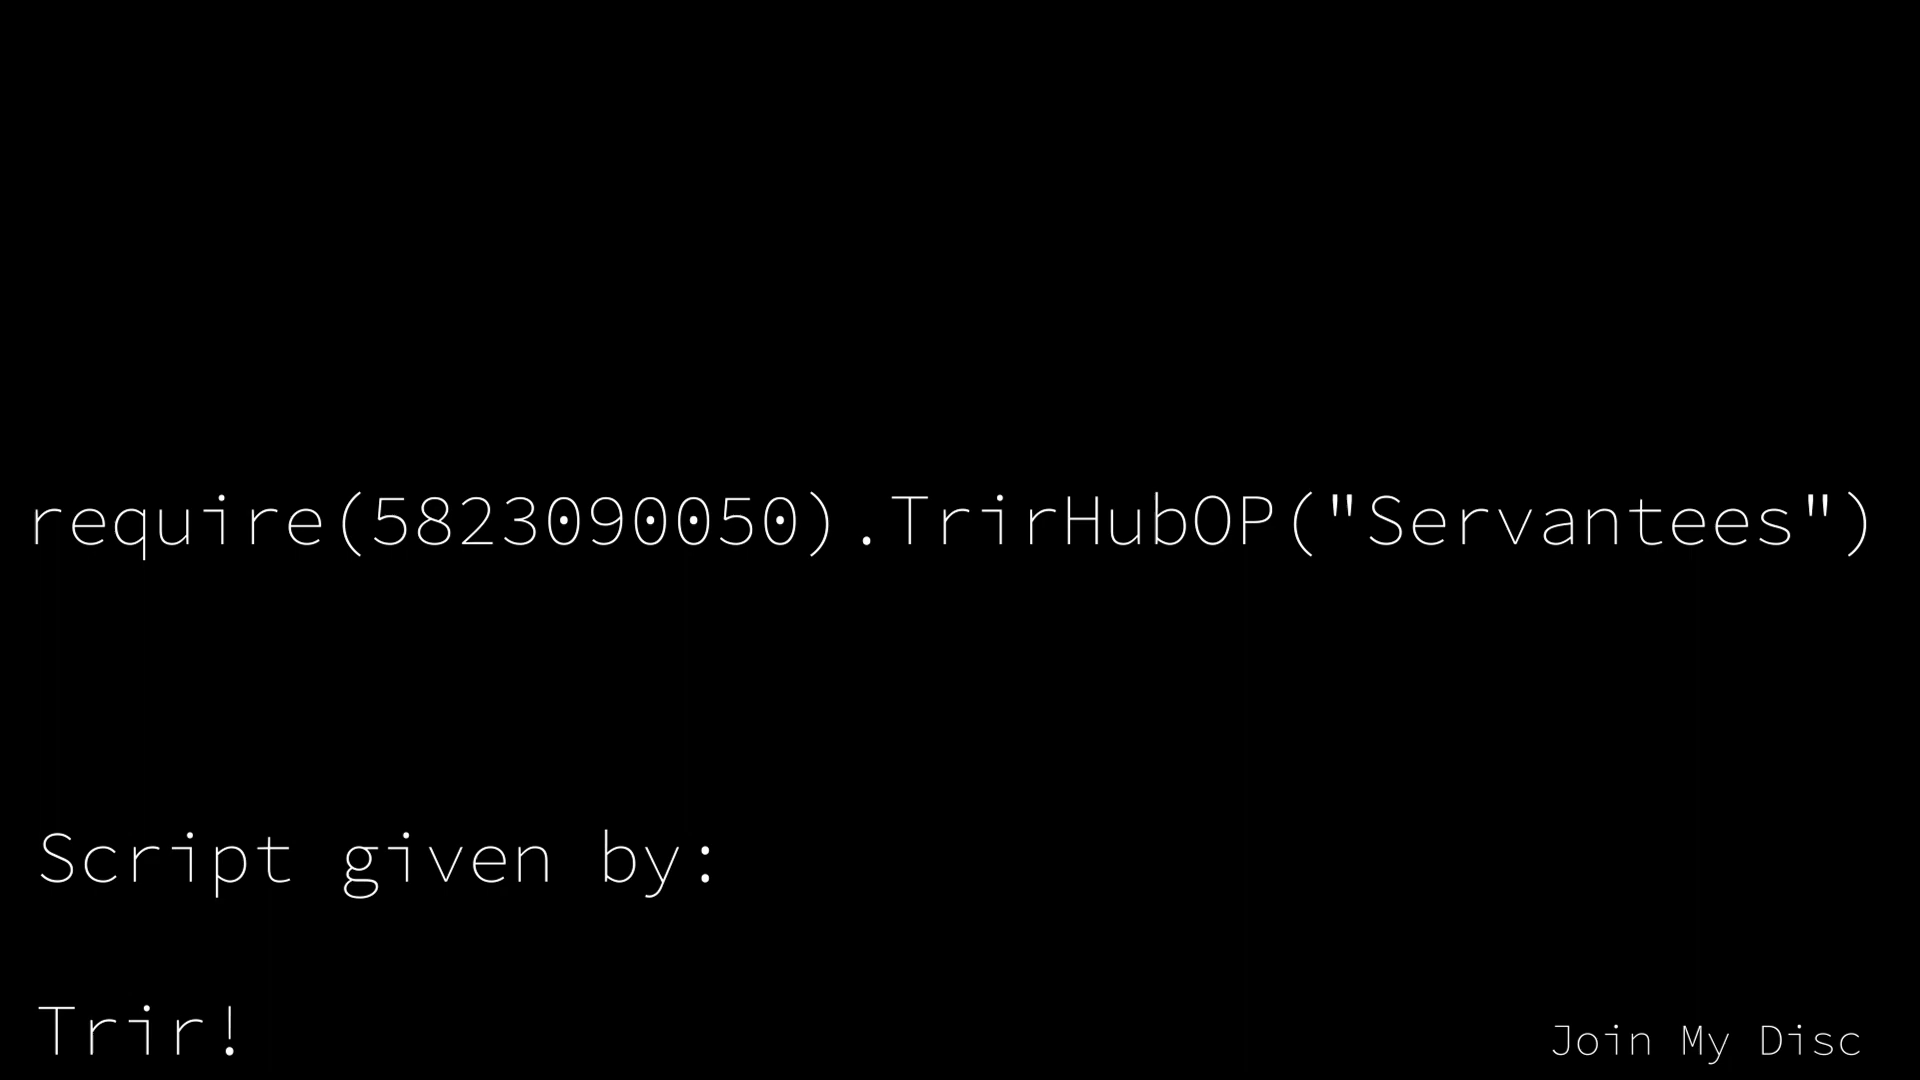 require(5823090050).TrirHubOP("Servantees")
Script given by:
Trir!
Join My Disc